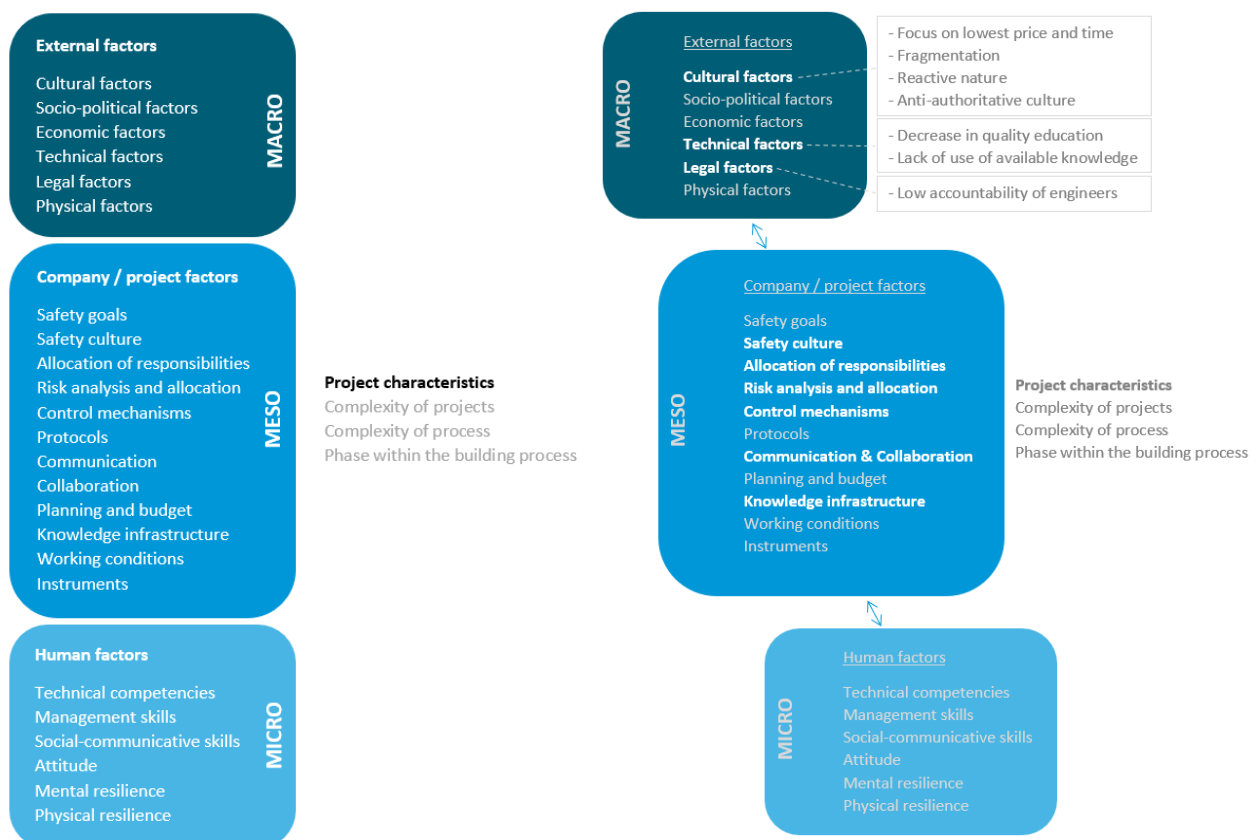 External factors
Cultural factors
Socio-political factors
Economic factors
Technical factors
Legal factors
Physical factors
MACRO
Company / project factors
Safety goals
Safety culture
Allocation of responsibilities
Risk analysis and allocation
Control mechanisms
Protocols
Communication
Collaboration
Planning and budget
Knowledge infrastructure
Working conditions
Instruments
MESO
Project characteristics
Complexity of projects
Complexity of process
Phase within the building process
Human factors
Technical competencies
Management skills
Social-communicative skills
Attitude
Mental resilience
Physical resilience
MICRO
MACRO
External factors
Cultural factors
Socio-political factors
Economic factors
Technical factors
Legal factors
Physical factors
- Focus on lowest price and time
- Fragmentation
- Reactive nature
- Anti-authoritative culture
- Decrease in quality education
- Lack of use of available knowledge
- Low accountability of engineers
MESO
Company / project factors
Safety goals
Safety culture
Allocation of responsibilities
Risk analysis and allocation
Control mechanisms
Protocols
Communication & Collaboration
Planning and budget
Knowledge infrastructure
Working conditions
Instruments
Project characteristics
Complexity of projects
Complexity of process
Phase within the building process
MICRO
Human factors
Technical competencies
Management skills
Social-communicative skills
Attitude
Mental resilience
Physical resilience